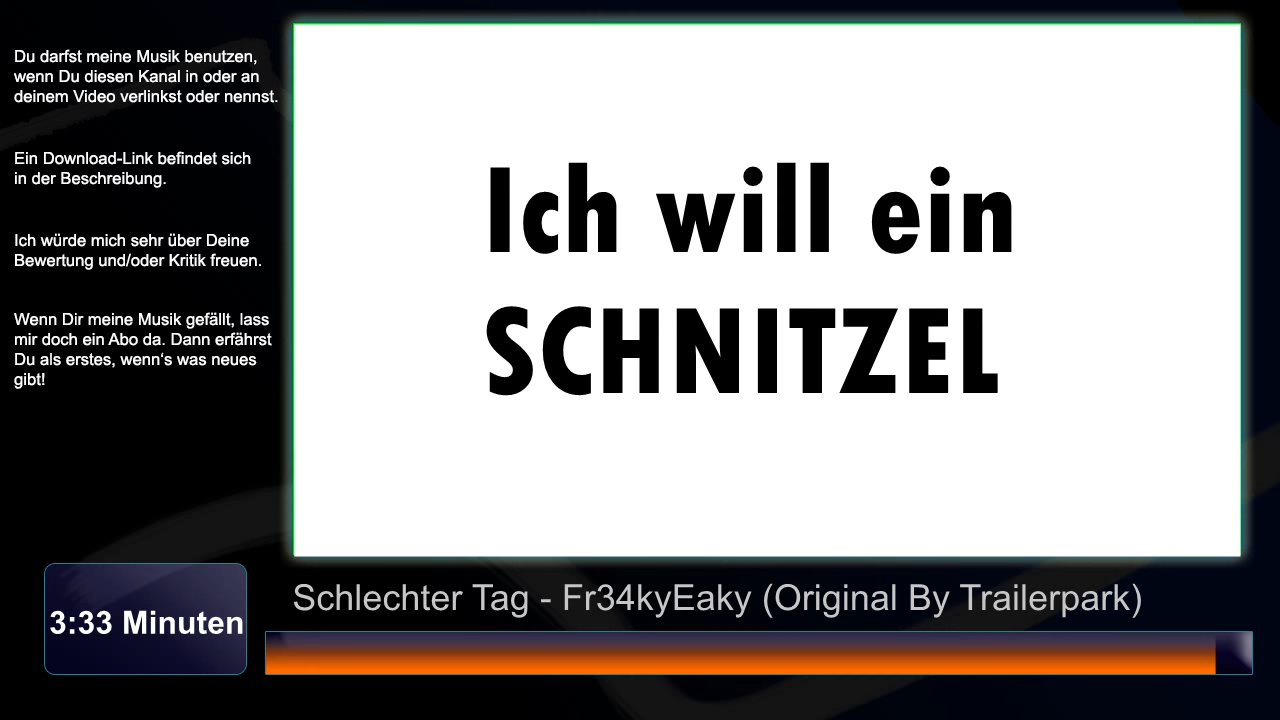 Du darfst meine Musik benutzen,
wenn Du diesen Kanal in oder an
deinem Video verlinkst oder nennst.
Ein Download-Link befindet sich
in der Beschreibung.
Ich würde mich sehr über Deine
Bewertung und/oder Kritik freuen.
Wenn Dir meine Musik gefällt, lass
mir doch ein Abo da. Dann erfährst
Du als erstes, wenn's was neues
gibt!
Ich will ein
SCHNITZEL
Schlechter Tag - Fr34kyEaky (Original By Trailerpark)
3:33 Minuten